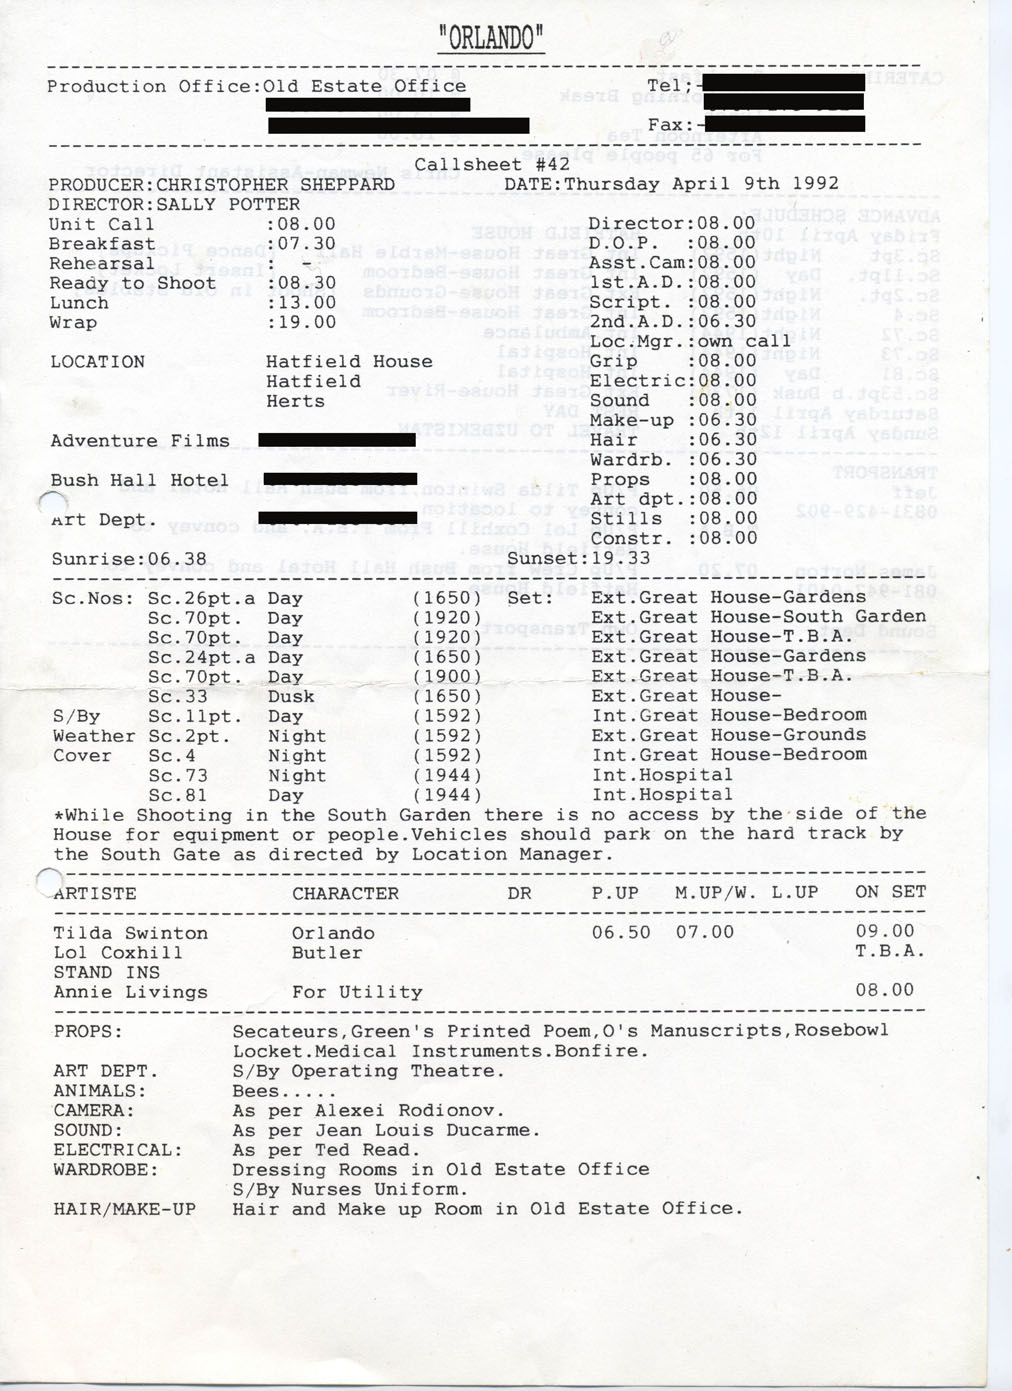 "ORLANDO"
Production Office:Old Estate Office Tel;-
Fax:-
Callsheet #42
PRODUCER:CHRISTOPHER SHEPPARD DATE:Thursday April 9th 1992
DIRECTOR:SALLY POTTER
Unit Call :08.00 Director:08.00
Breakfast :07.30 D.O.P. :08.00
Rehearsal : - Asst.Cam:08.00
Ready to Shoot :08.30 1st.A.D.:08.00
Lunch :13.00 Script. :08.00
Wrap :19.00 2nd.A.D.:06.30
Loc.Mgr.:own call
LOCATION Hatfield House Grip :08.00
Hatfield Electric:08.00
Herts Sound :08.00
Make-up :06.30
Adventure Films Hair :06.30
Wardrb. :06.30
Bush Hall Hotel Props :08.00
Art dpt.:08.00
Art Dept. Stills :08.00
Constr. :08.00
Sunrise:06.38 Sunset:19.33
Sc.Nos: Sc.26pt.a Day (1650) Set: Ext.Great House-Gardens
Sc.70pt. Day (1920) Ext.Great House-South Garden
Sc.70pt. Day (1920) Ext.Great House-T.B.A.
Sc.24pt.a Day (1650) Ext.Great House-Gardens
Sc.70pt. Day (1900) Ext.Great House-T.B.A.
Sc.33 Dusk (1650) Ext.Great House-
S/By Sc.11pt. Day (1592) Int.Great House-Bedroom
Weather Sc.2pt. Night (1592) Ext.Great House-Grounds
Cover Sc.4 Night (1592) Int.Great House-Bedroom
Sc.73 Night (1944) Int.Hospital
Sc.81 Day (1944) Int.Hospital
*While Shooting in the South Garden there is no access by the side of the
House for equipment or people.Vehicles should park on the hard track by
the South Gate as directed by Location Manager.
ARTISTE CHARACTER DR P.UP M.UP/W. L.UP ON SET
Tilda Swinton Orlando 06.50 07.00 09.00
Lol Coxhill Butler T.B.A.
STAND INS
Annie Livings For Utility 08.00
PROPS: Secateurs,Green's Printed Poem,O's Manuscripts,Rosebowl
Locket.Medical Instruments.Bonfire.
ART DEPT. S/By Operating Theatre.
ANIMALS: Bees.....
CAMERA: As per Alexei Rodionov.
SOUND: As per Jean Louis Ducarme.
ELECTRICAL: As per Ted Read.
WARDROBE: Dressing Rooms in Old Estate Office
S/By Nurses Uniform.
HAIR/MAKE-UP Hair and Make up Room in Old Estate Office.